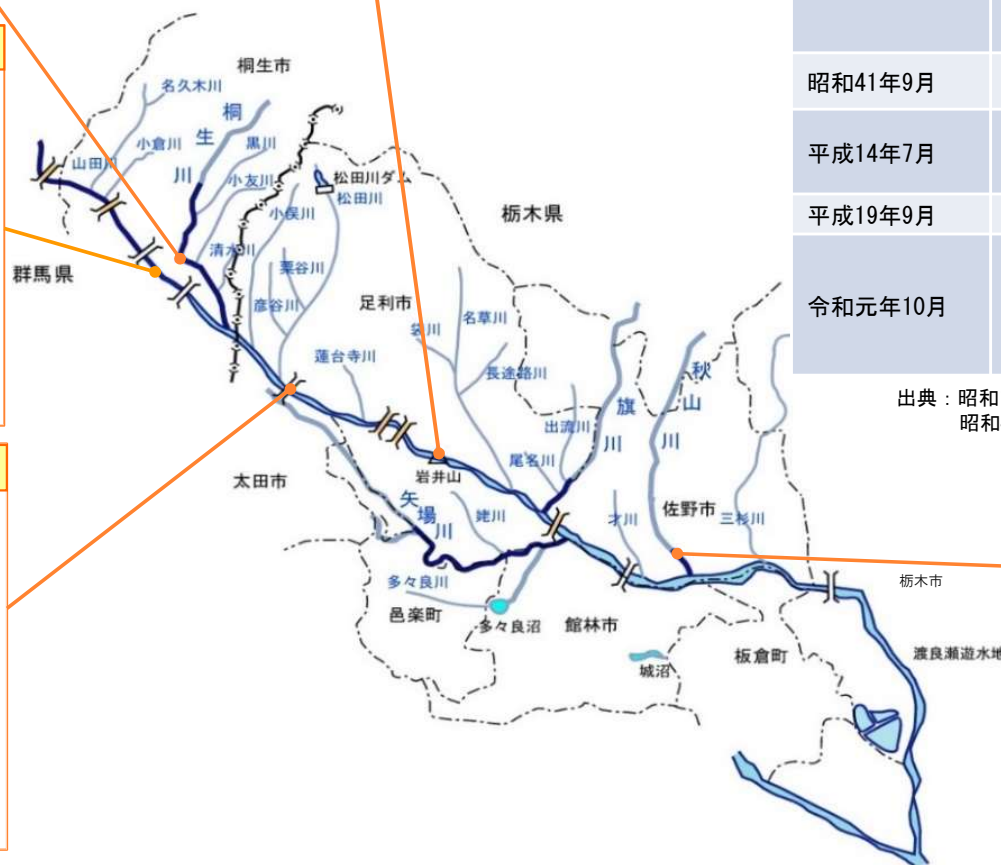 昭和41年9月
平成14年7月
平成19年9月
令和元年10月
出典：昭和
昭和
桐生市
名久木川
桐生川
小倉川
黒川
山田川
小友川
松田川ダム
松田川
小俣川
栃木県
清水川
粟谷川
群馬県
彦谷川
足利市
名草川
袋川
蓮台寺川
長途路川
秋山川
旗川
出流川
尾名川
岩井山
太田市
矢場川
姥川
才川
佐野市
三杉川
栃木市
多々良川
邑楽町
多々良沼
館林市
城沼
板倉町
渡良瀬遊水地